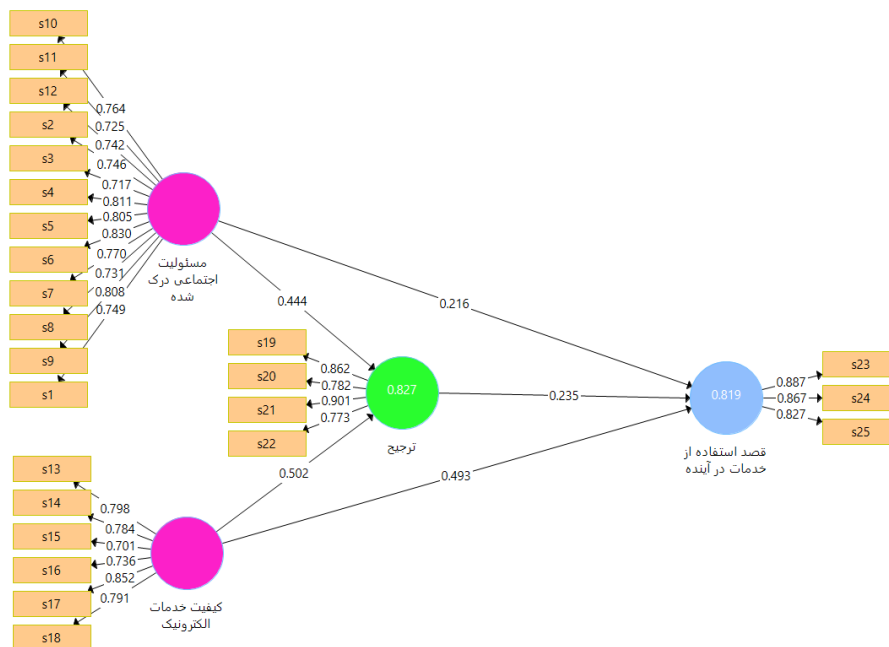 s10
s11
s12
s2
s3
s4
s5
s6
s7
s8
s9
s1
0.764
0.725
0.742
0.746
0.717
0.811
0.805
0.830
0.770
0.731
0.808
0.749
مسئولیت
اجتماعی درک
شده
0.444
0.216
s19
s20
s21
s22
0.862
0.782
0.901
0.773
0.827
ترجیح
0.235
0.819
قصد استفاده از
خدمات در آینده
0.887
0.867
0.827
s23
s24
s25
0.502
0.493
s13
s14
s15
s16
s17
s18
0.798
0.784
0.701
0.736
0.852
0.791
کیفیت خدمات
الکترونیک